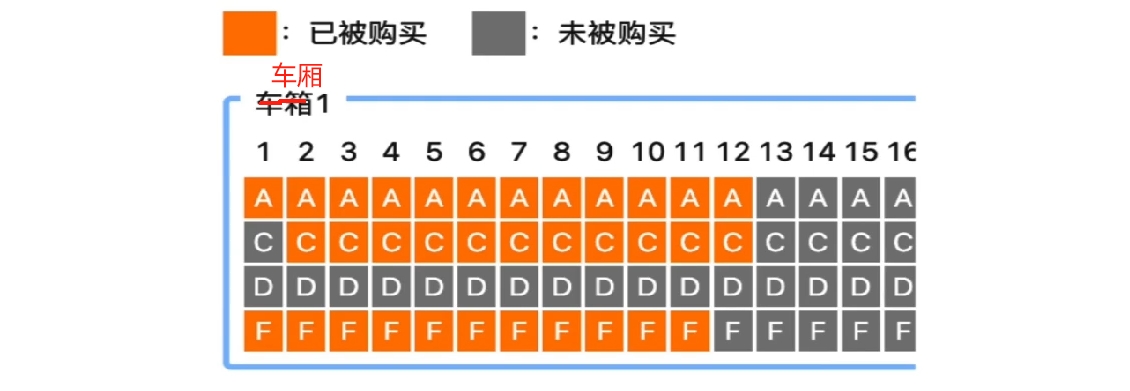 ：已被购买 ：未被购买
车厢
车箱1
1 2 3 4 5 6 7 8 9 10 11 12 13 14 15 16
A A A A A A A A A A A A A A A A
C C C C C C C C C C C C C C C C
D D D D D D D D D D D D D D D D
F F F F F F F F F F F F F F F F